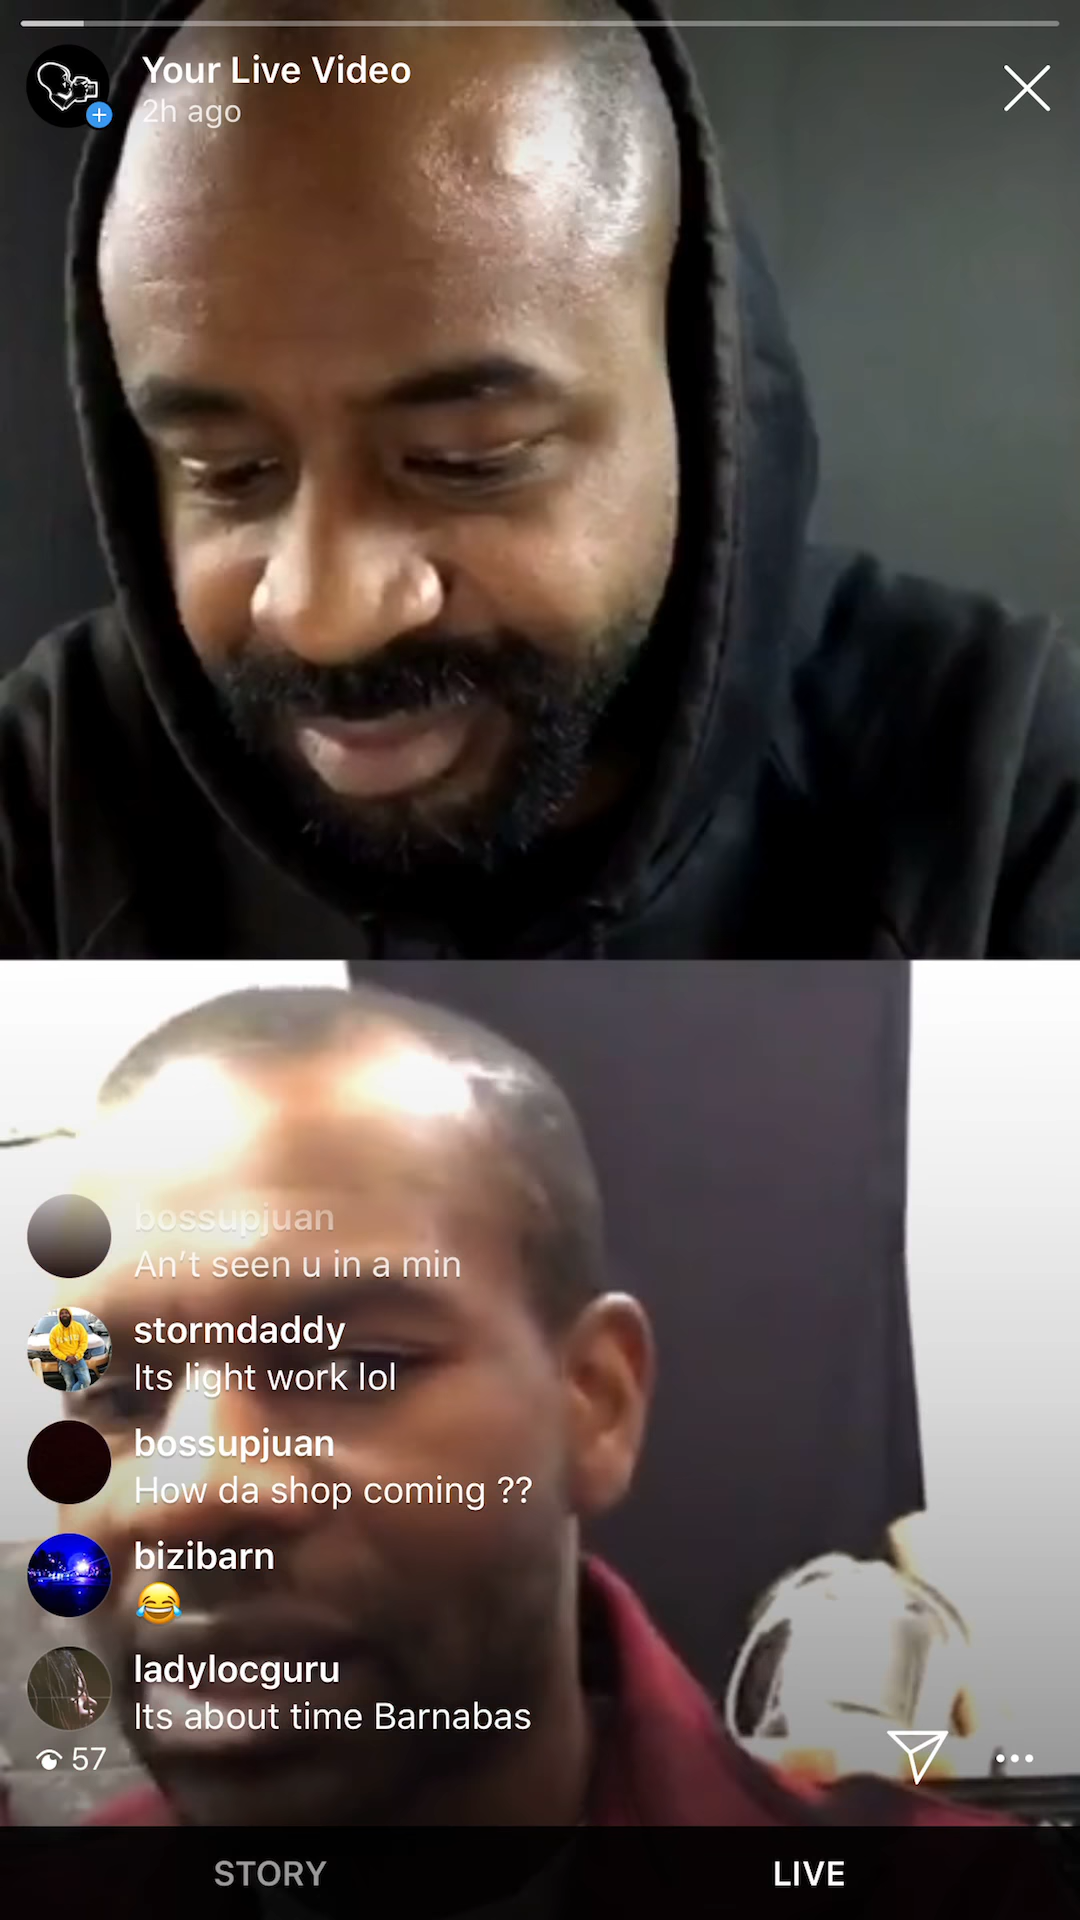 Your Live Video
2h ago
bossupjuan
An't seen u in a min
stormdaddy
Its light work lol
bossupjuan
How da shop coming ??
bizibarn
😂
ladylocguru
Its about time Barnabas
57
STORY
LIVE